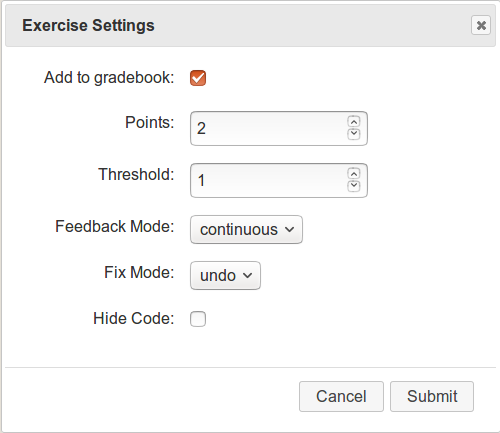 Exercise Settings
Add to gradebook:
Points: 2
Threshold: 1
Feedback Mode: continuous
Fix Mode: undo
Hide Code:
Cancel Submit